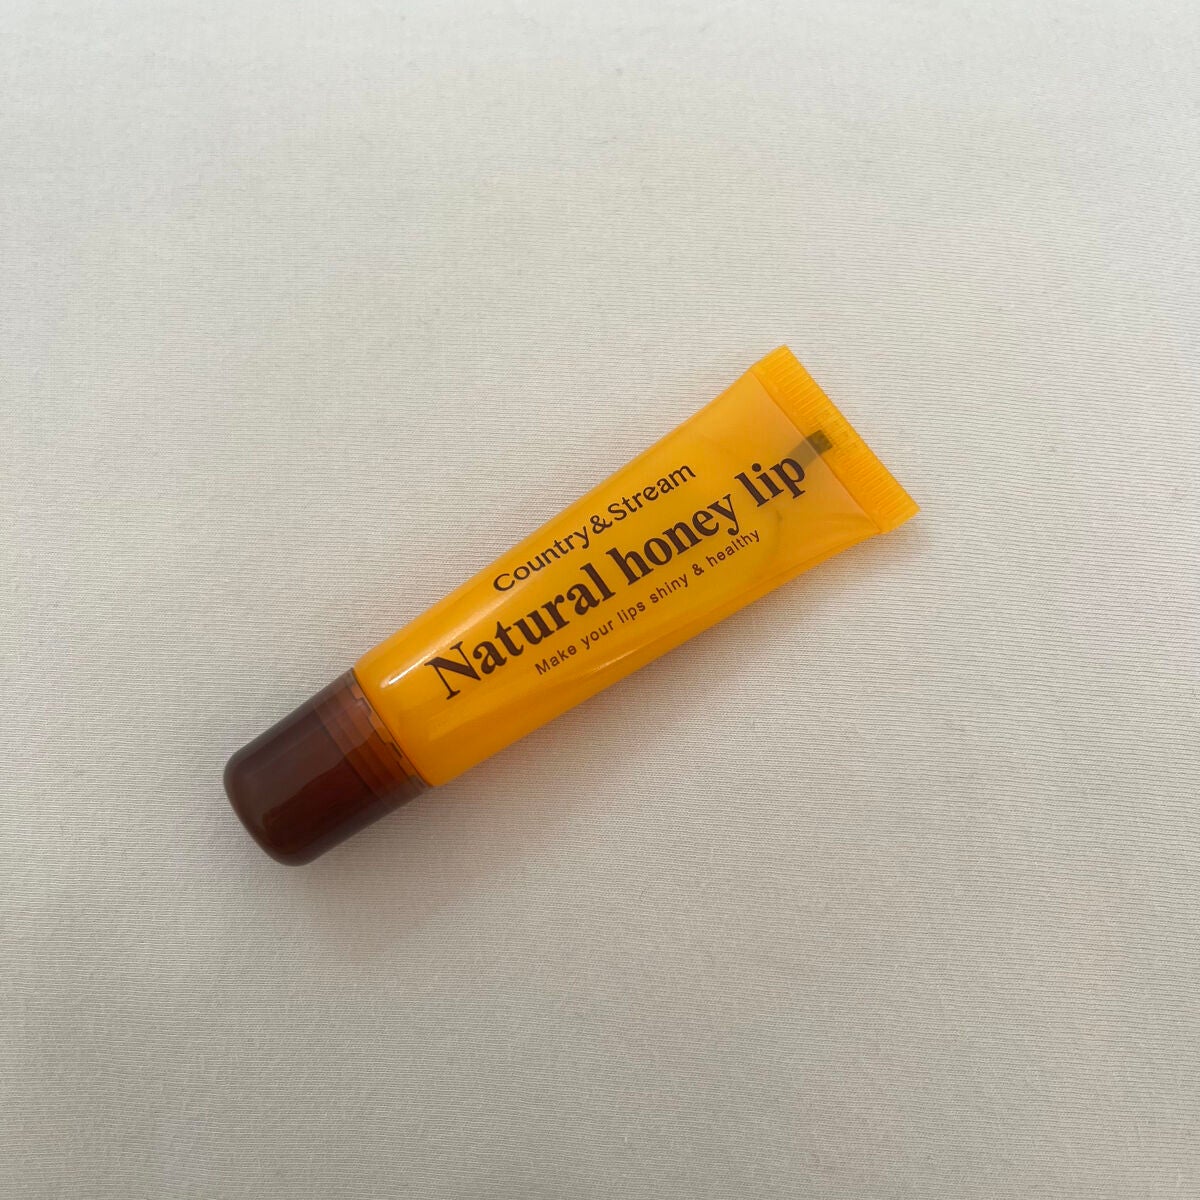 Country&Stream
Natural honey lip
Make your lips shiny & healthy